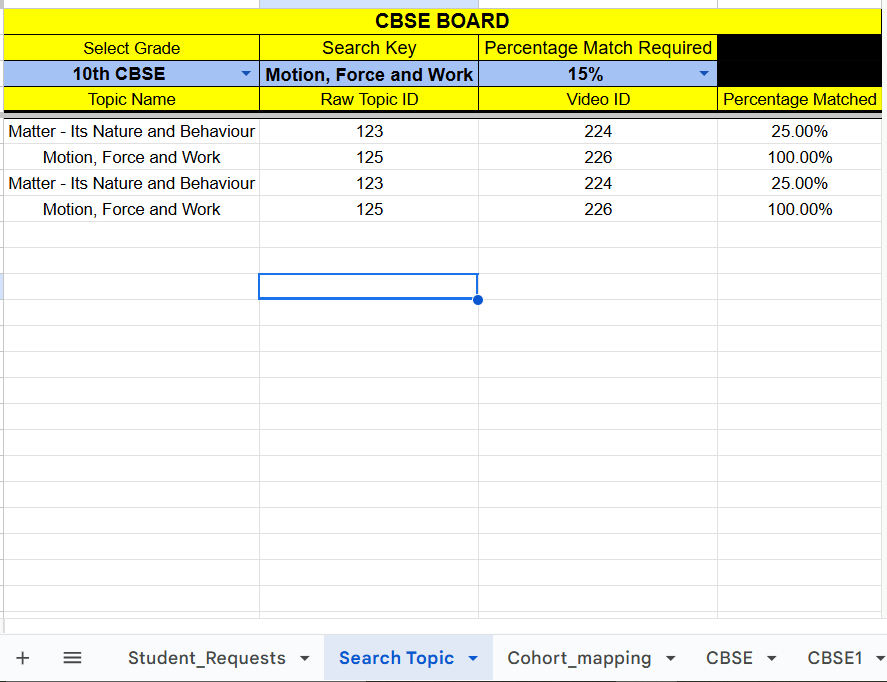 CBSE BOARD
Select Grade Search Key Percentage Match Required
10th CBSE Motion, Force and Work 15%
Topic Name Raw Topic ID Video ID Percentage Matched
Matter - Its Nature and Behaviour 123 224 25.00%
Motion, Force and Work 125 226 100.00%
Matter - Its Nature and Behaviour 123 224 25.00%
Motion, Force and Work 125 226 100.00%
Student_Requests Search Topic Cohort_mapping CBSE CBSE1